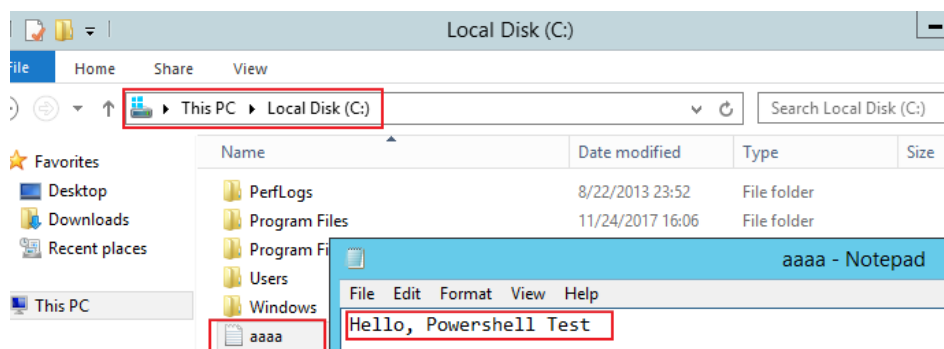 Local Disk (C:)
File Home Share View
This PC Local Disk (C:) Search Local Disk (C:)
Name Date modified Type Size
Favorites
Desktop
Downloads
Recent places
This PC
PerfLogs 8/22/2013 23:52 File folder
Program Files 11/24/2017 16:06 File folder
Program Fi
Users
Windows
aaaa
aaaa - Notepad
File Edit Format View Help
Hello, Powershell Test